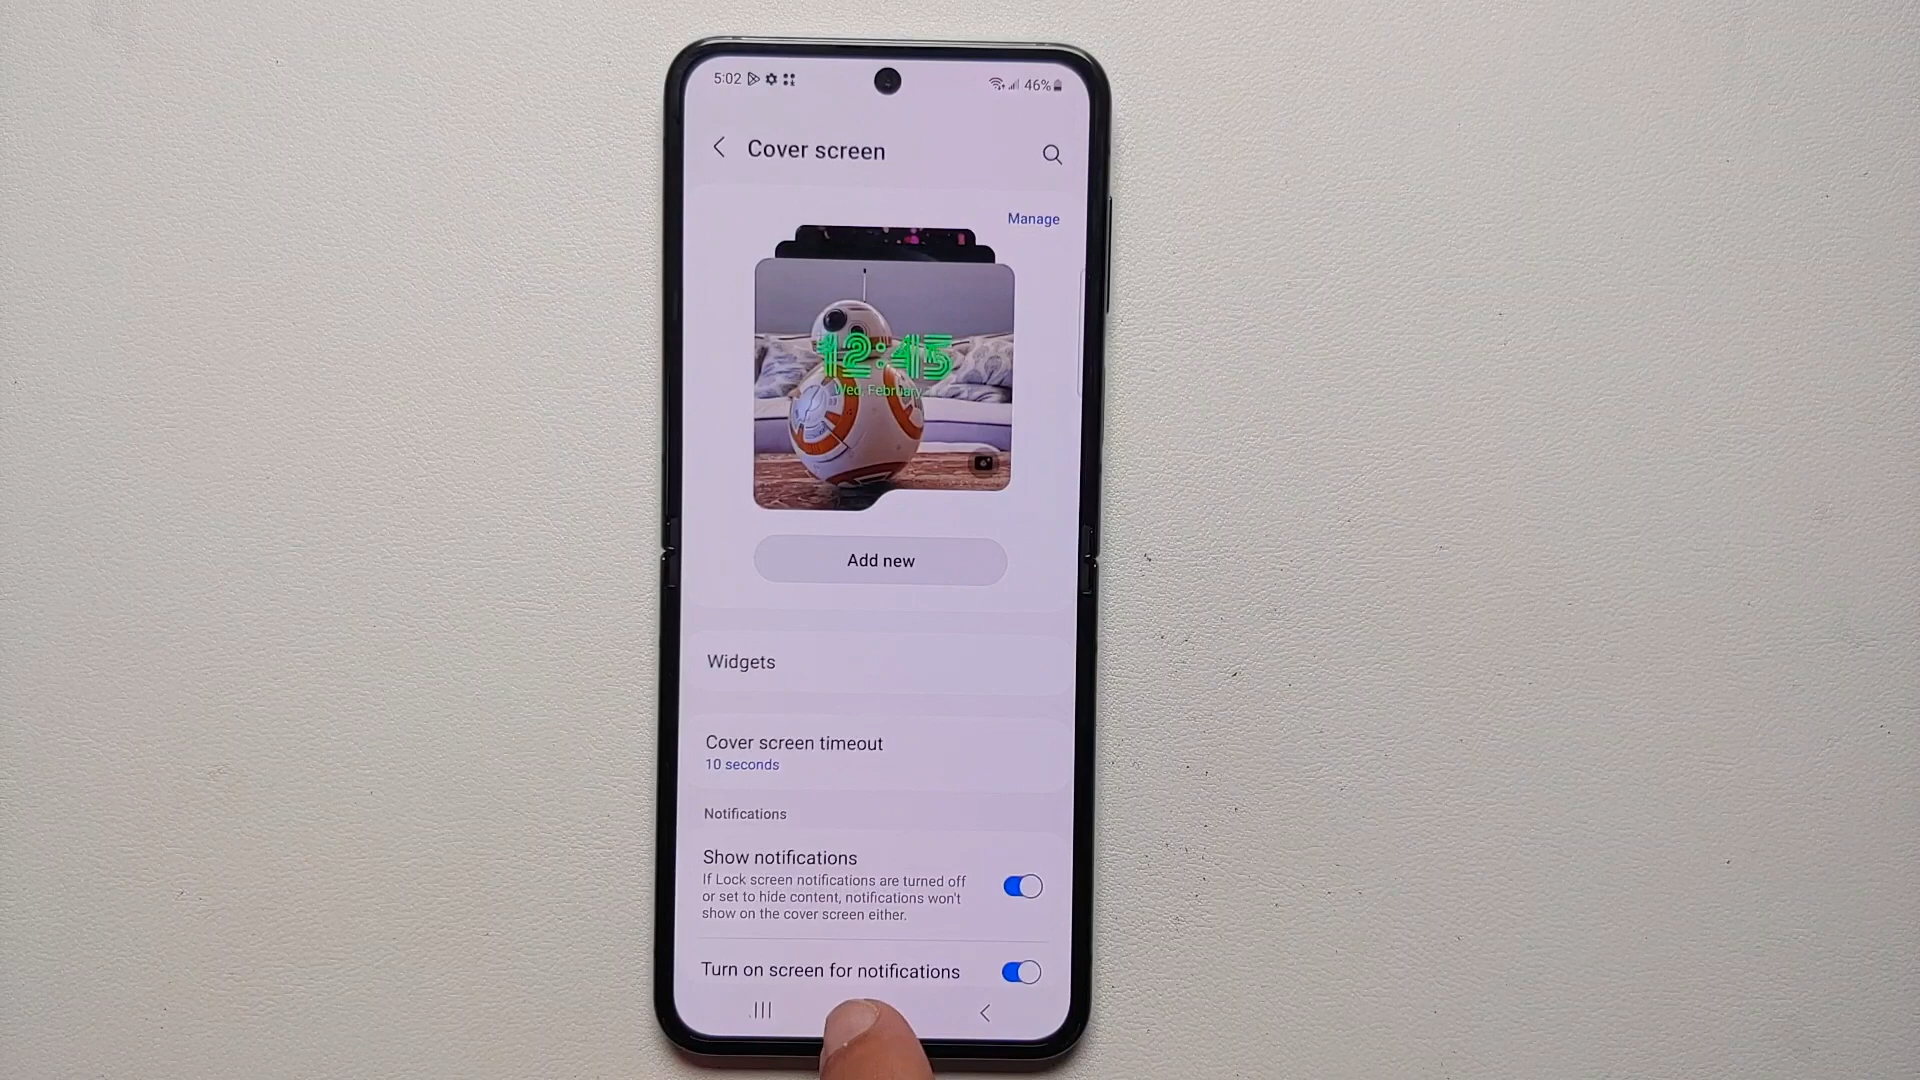 5:02
46%
Cover screen
Manage
12:45
Wed, February
Add new
Widgets
Cover screen timeout
10 seconds
Notifications
Show notifications
If Lock screen notifications are turned off
or set to hide content, notifications won't
show on the cover screen either.
Turn on screen for notifications